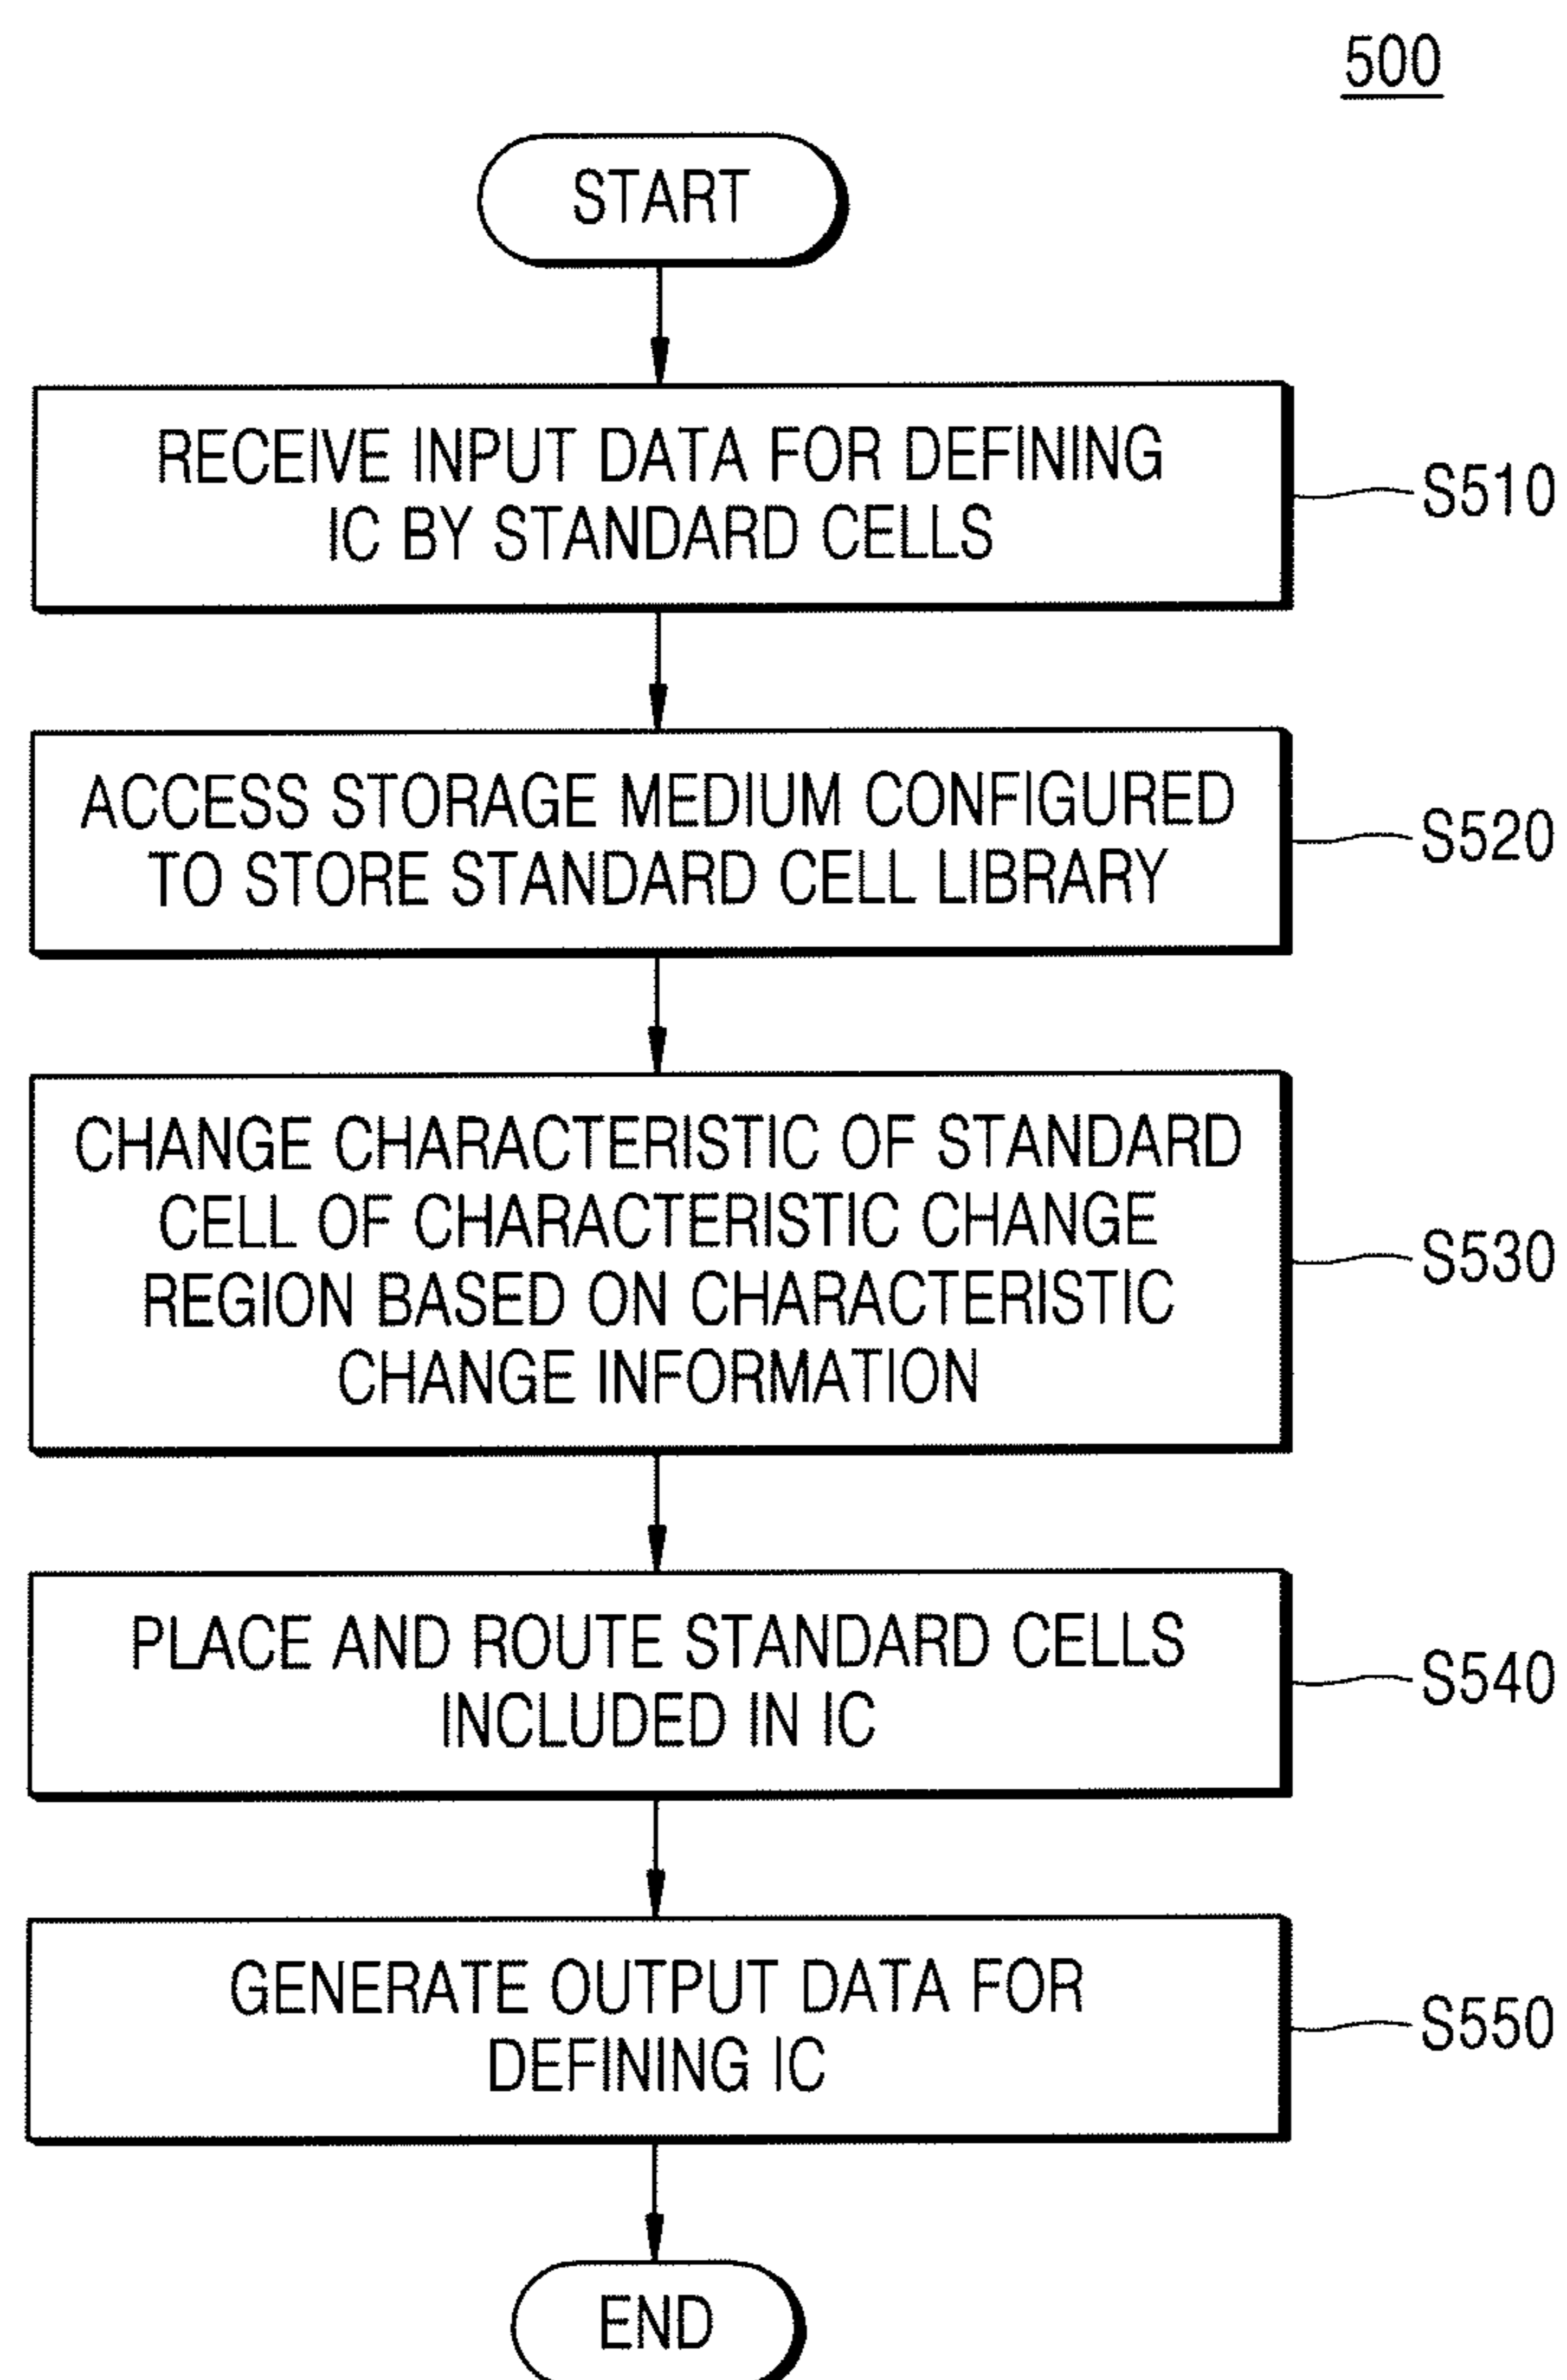 500
START
RECEIVE INPUT DATA FOR DEFINING
IC BY STANDARD CELLS
S510
ACCESS STORAGE MEDIUM CONFIGURED
TO STORE STANDARD CELL LIBRARY
S520
CHANGE CHARACTERISTIC OF STANDARD
CELL OF CHARACTERISTIC CHANGE
REGION BASED ON CHARACTERISTIC
CHANGE INFORMATION
S530
PLACE AND ROUTE STANDARD CELLS
INCLUDED IN IC
S540
GENERATE OUTPUT DATA FOR
DEFINING IC
S550
END